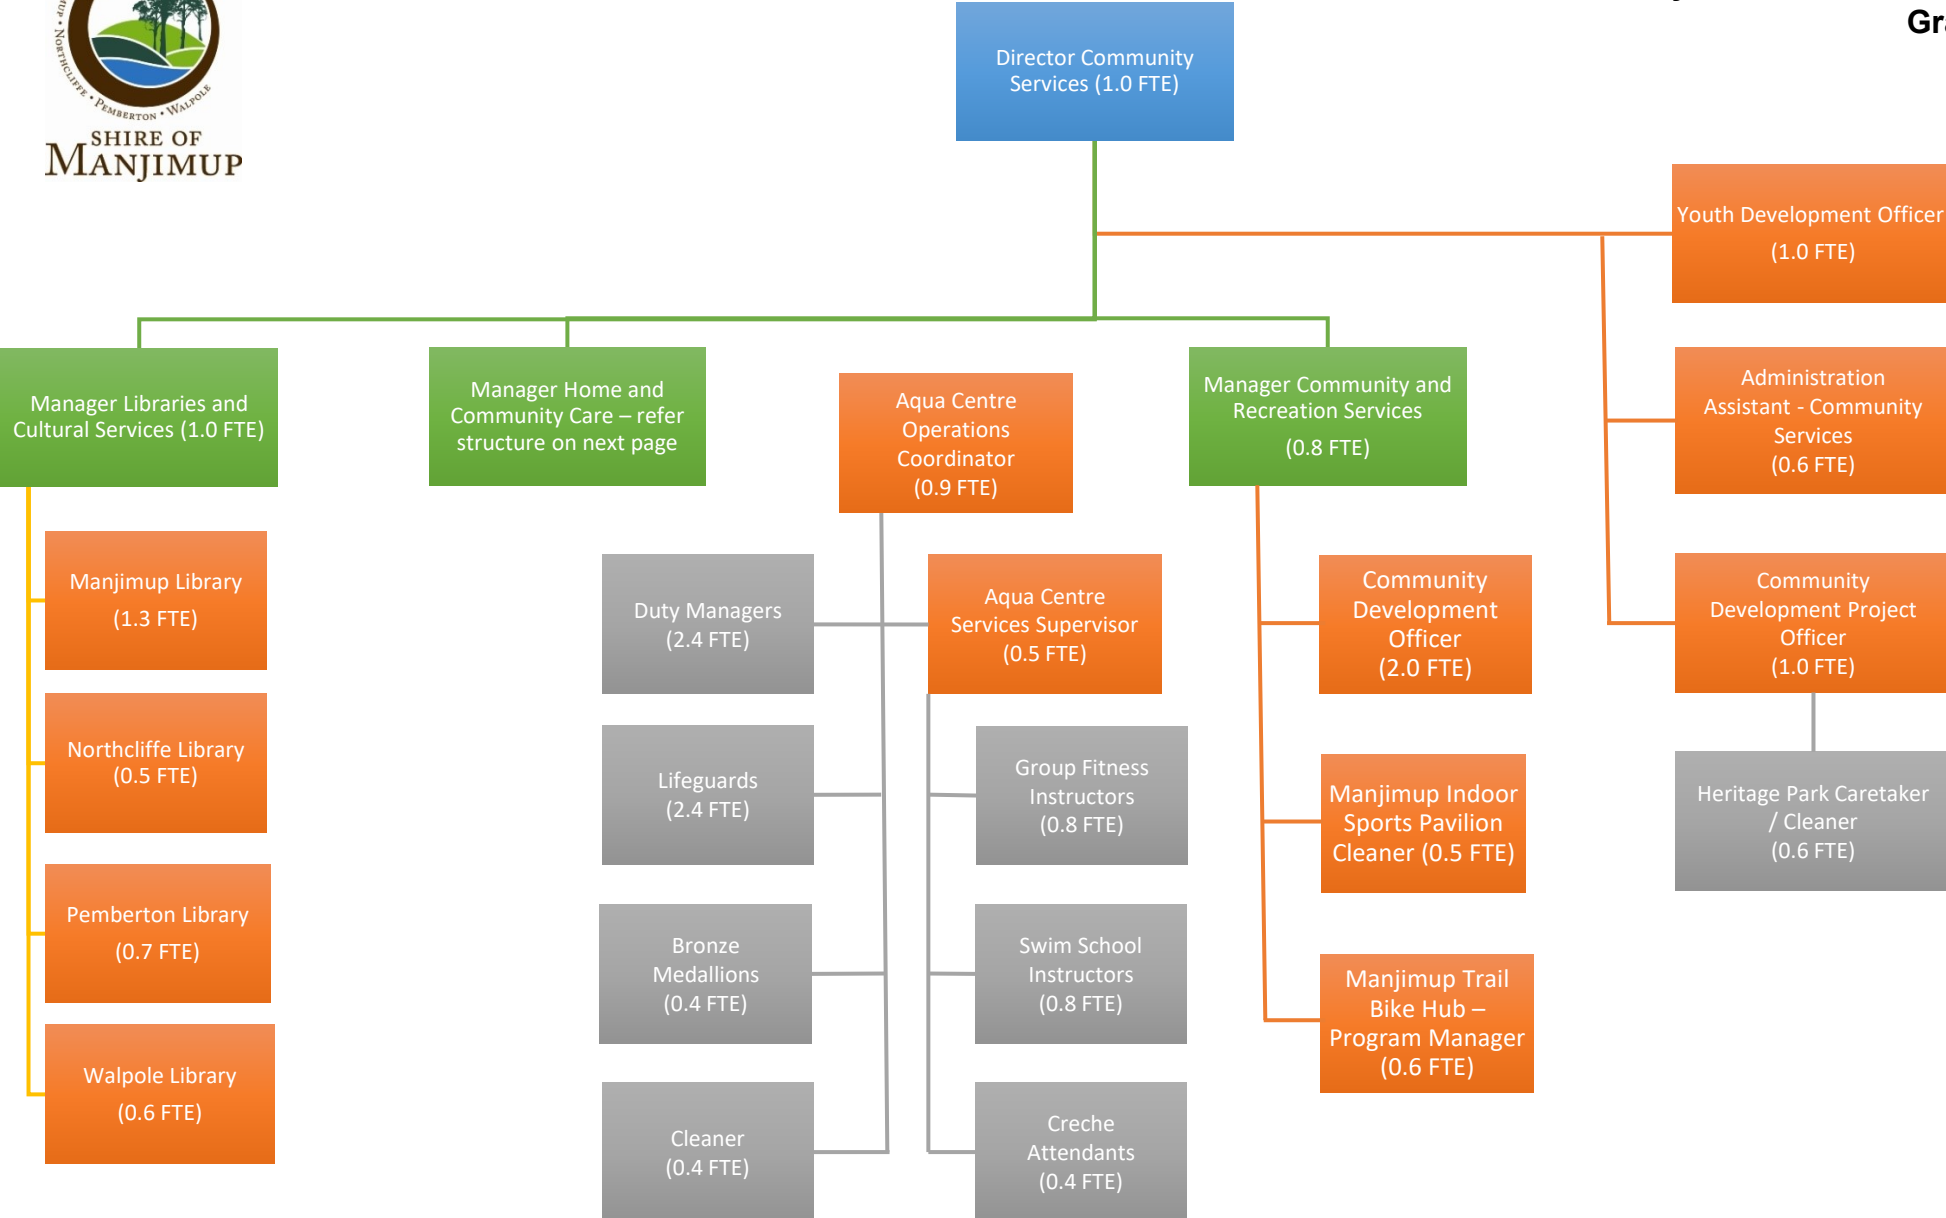 NORTHCLIFFE • PEMBERTON • WALPOLE
SHIRE OF
MANJIMUP
Director Community
Services (1.0 FTE)
Youth Development Officer
(1.0 FTE)
Manager Libraries and
Cultural Services (1.0 FTE)
Manager Home and
Community Care – refer
structure on next page
Aqua Centre
Operations
Coordinator
(0.9 FTE)
Manager Community and
Recreation Services
(0.8 FTE)
Administration
Assistant - Community
Services
(0.6 FTE)
Manjimup Library
(1.3 FTE)
Duty Managers
(2.4 FTE)
Aqua Centre
Services Supervisor
(0.5 FTE)
Community
Development
Officer
(2.0 FTE)
Community
Development Project
Officer
(1.0 FTE)
Northcliffe Library
(0.5 FTE)
Lifeguards
(2.4 FTE)
Group Fitness
Instructors
(0.8 FTE)
Manjimup Indoor
Sports Pavilion
Cleaner (0.5 FTE)
Heritage Park Caretaker
/ Cleaner
(0.6 FTE)
Pemberton Library
(0.7 FTE)
Bronze
Medallions
(0.4 FTE)
Swim School
Instructors
(0.8 FTE)
Manjimup Trail
Bike Hub –
Program Manager
(0.6 FTE)
Walpole Library
(0.6 FTE)
Cleaner
(0.4 FTE)
Creche
Attendants
(0.4 FTE)